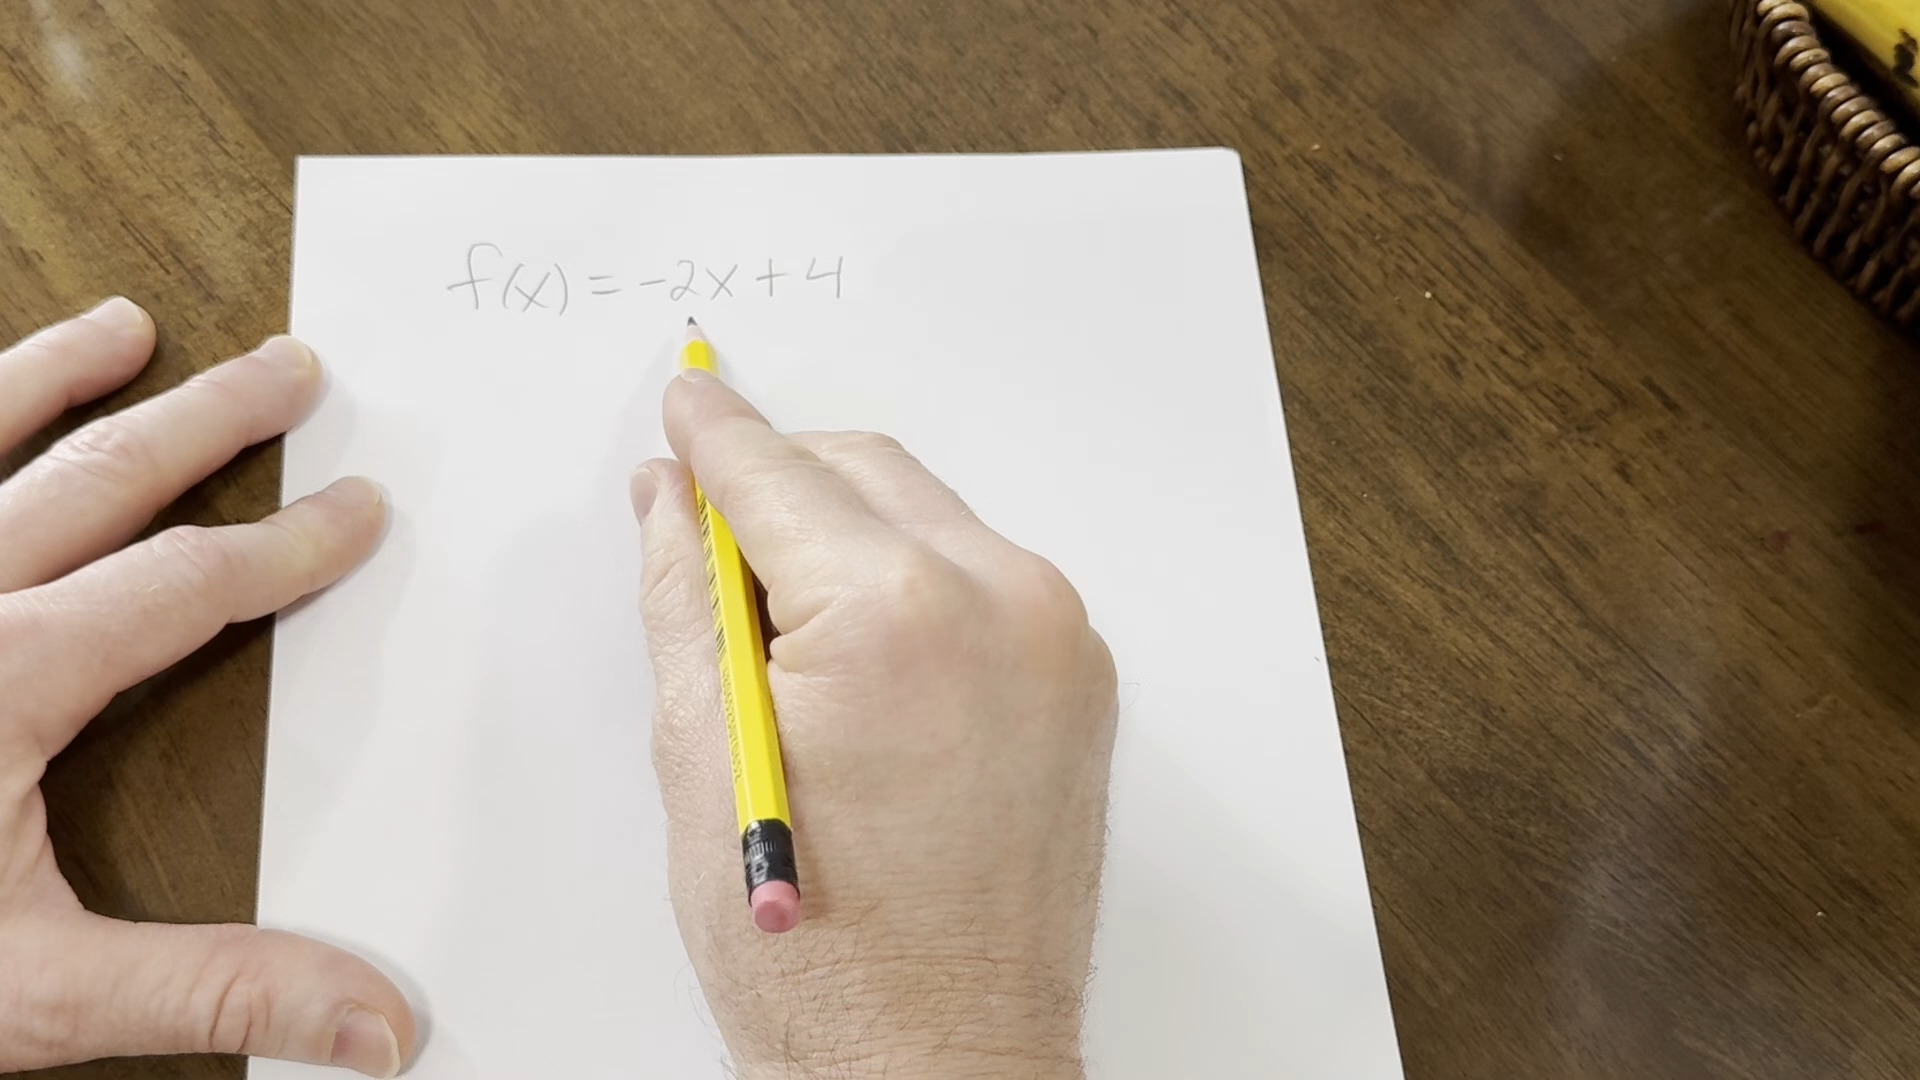 f(x) = -2x + 4